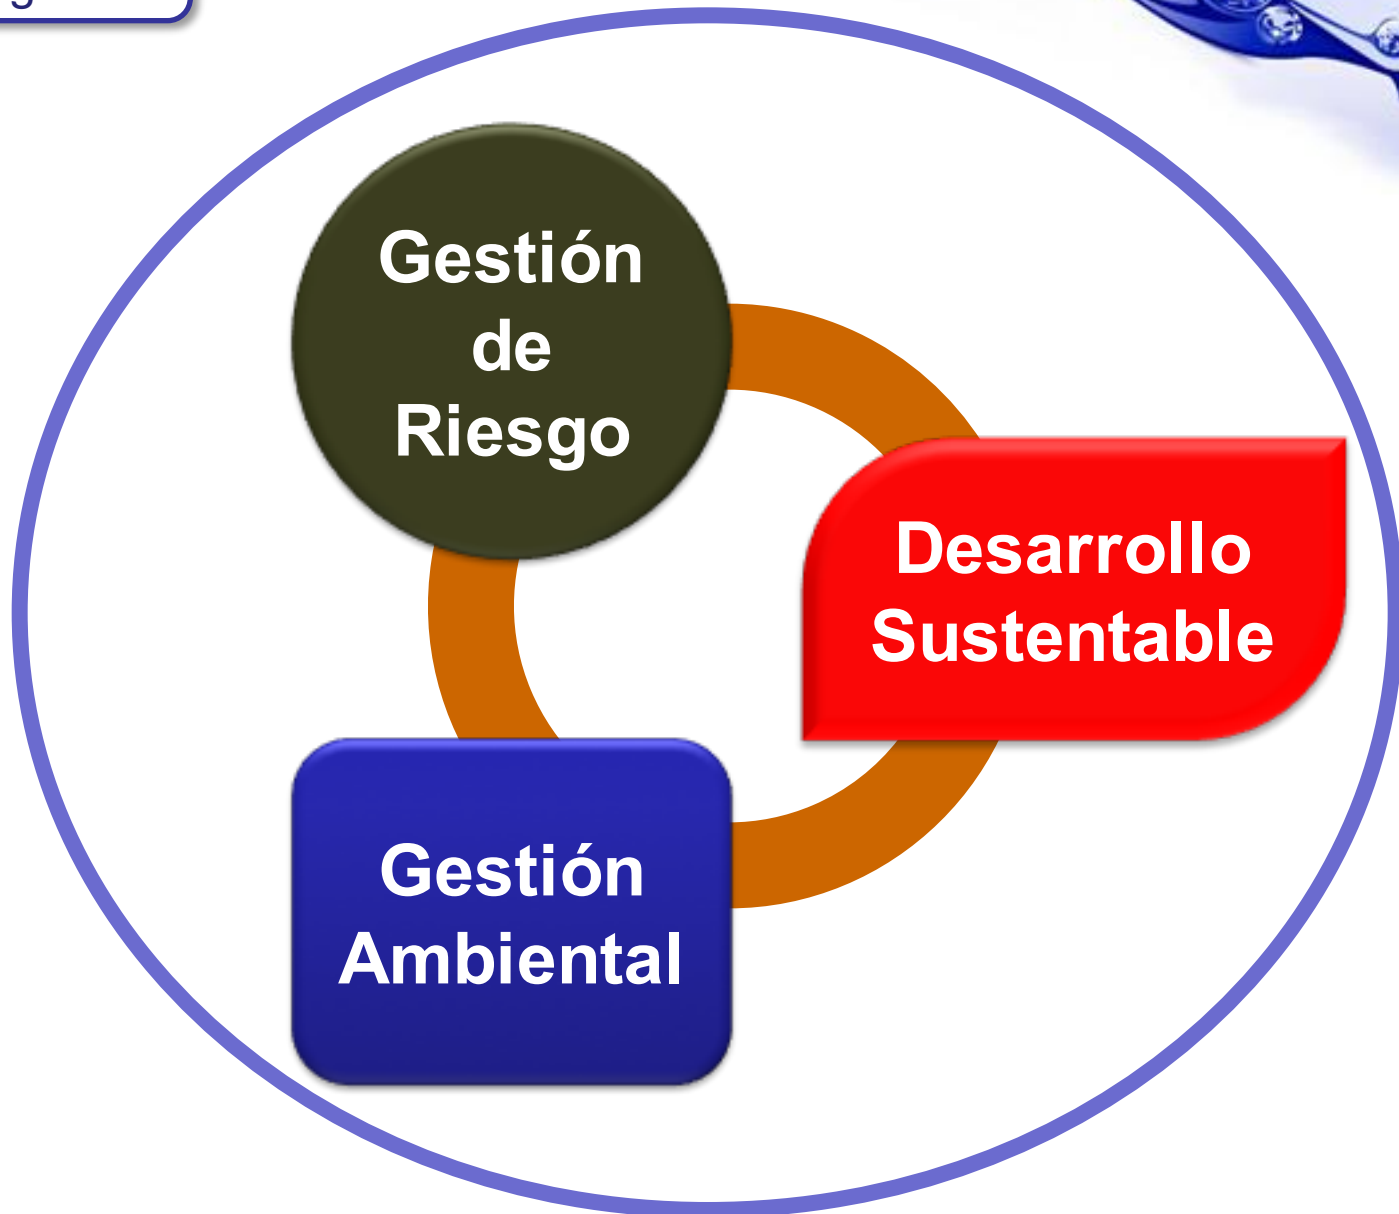 Gestión
de
Riesgo
Desarrollo
Sustentable
Gestión
Ambiental